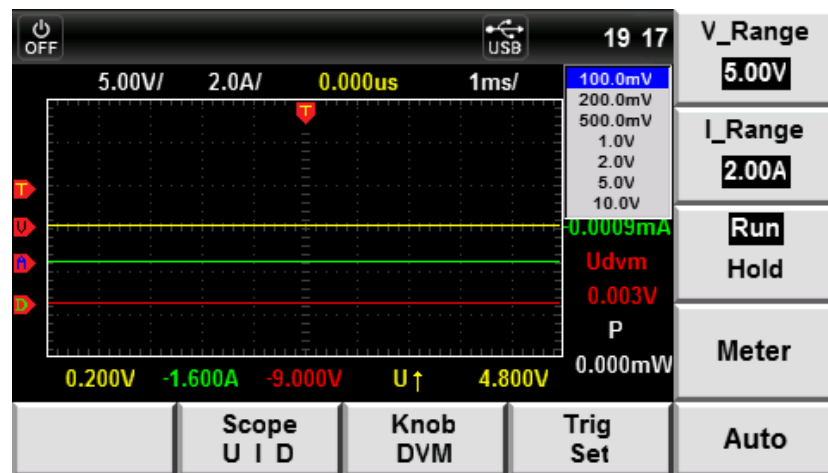 OFF
USB
19 17
5.00V/ 2.0A/ 0.000us 1ms/
100.0mV
200.0mV
500.0mV
1.0V
2.0V
5.0V
10.0V
T
T
V
A
D
-0.0009mA
Udvm
0.003V
P
0.000mW
0.200V -1.600A -9.000V U↑ 4.800V
V_Range
5.00V
I_Range
2.00A
Run
Hold
Meter
Auto
Scope
U I D
Knob
DVM
Trig
Set